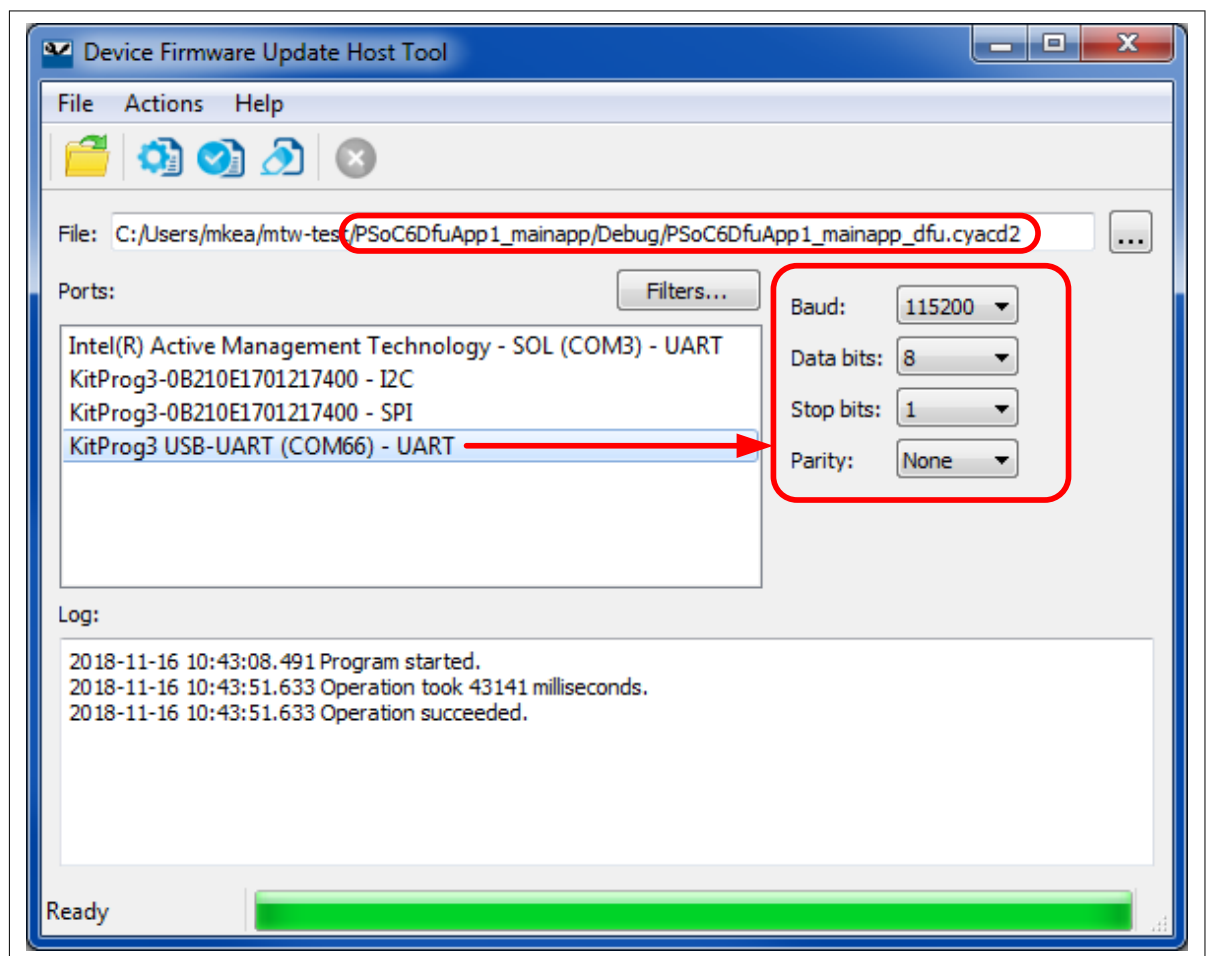 Device Firmware Update Host Tool
File Actions Help
File: C:/Users/mkea/mtw-test/PSoC6DfuApp1_mainapp/Debug/PSoC6DfuApp1_mainapp_dfu.cyacd2 ...
Ports: Filters...
Intel(R) Active Management Technology - SOL (COM3) - UART
KitProg3-0B210E1701217400 - I2C
KitProg3-0B210E1701217400 - SPI
KitProg3 USB-UART (COM66) - UART
Baud: 115200
Data bits: 8
Stop bits: 1
Parity: None
Log:
2018-11-16 10:43:08.491 Program started.
2018-11-16 10:43:51.633 Operation took 43141 milliseconds.
2018-11-16 10:43:51.633 Operation succeeded.
Ready